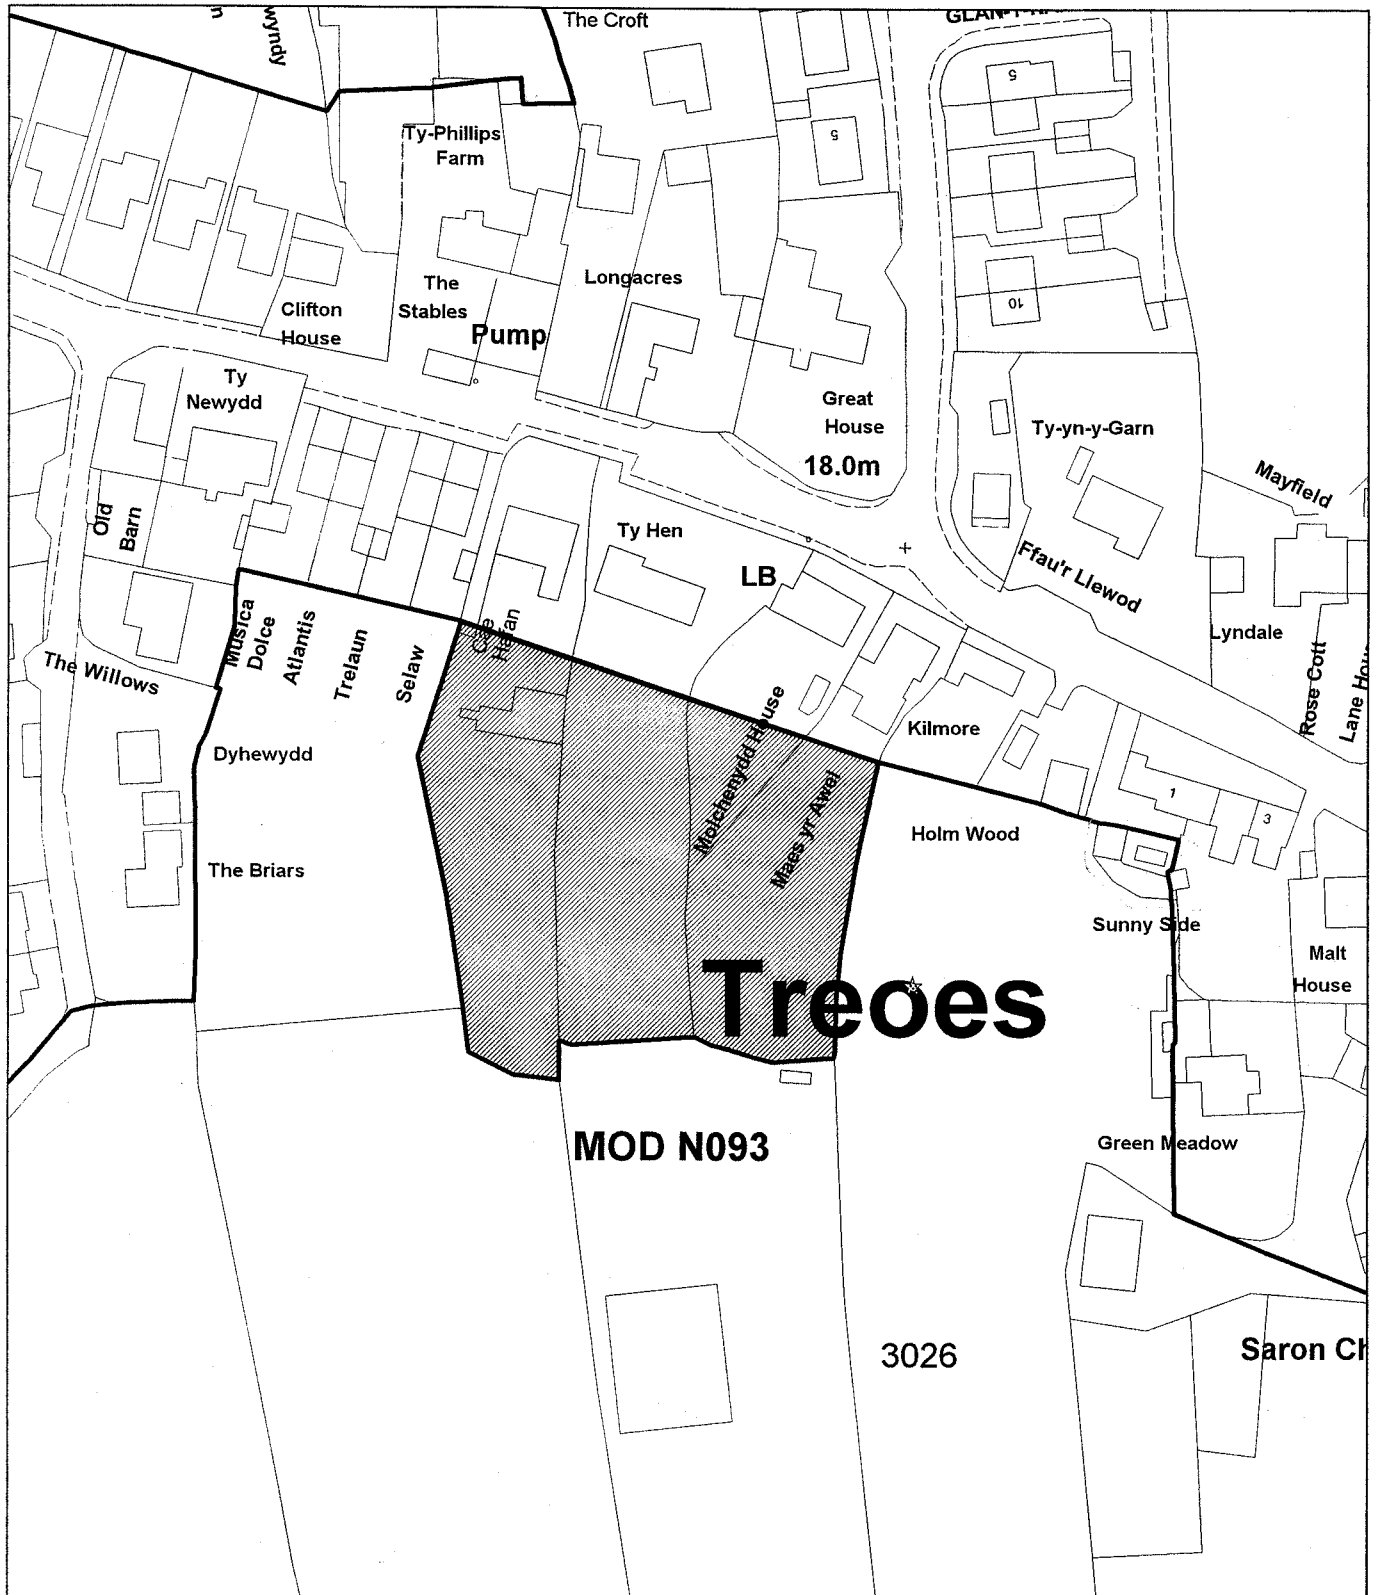 The Croft
wyndy
n
5
5
Ty-Phillips
Farm
Longacres
The
Stables
Clifton
House
10
Pump
Ty
Newydd
Great
House
Ty-yn-y-Garn
18.0m
Mayfield
Old
Barn
Ty Hen
Ffau'r Llewod
LB
Lyndale
Musica
Dolce
Atlantis
Trelaun
Selaw
The Willows
Rose Cott
Kilmore
Molchenydd House
Dyhewydd
Maes yr Awel
1
3
Holm Wood
The Briars
Sunny Side
Malt
House
Treoes
MOD N093
Green Meadow
3026
Saron Ch